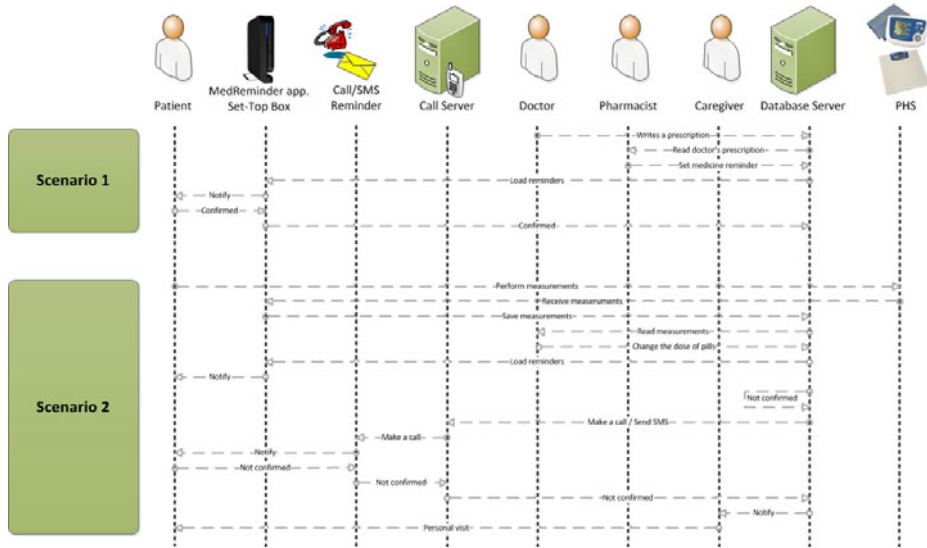 Patient
MedReminder app.
Set-Top Box
Call/SMS
Reminder
Call Server
Doctor
Pharmacist
Caregiver
Database Server
PHS
Scenario 1
Writes a prescription
Read doctor's prescription
Set medicine reminder
Load reminders
Notify
Confirmed
Confirmed
Scenario 2
Perform measurements
Receive measeruments
Save measurements
Read measurements
Change the dose of pills
Load reminders
Notify
Not confirmed
Make a call / Send SMS
Make a call
Notify
Not confirmed
Not confirmed
Not confirmed
Notify
Personal visit